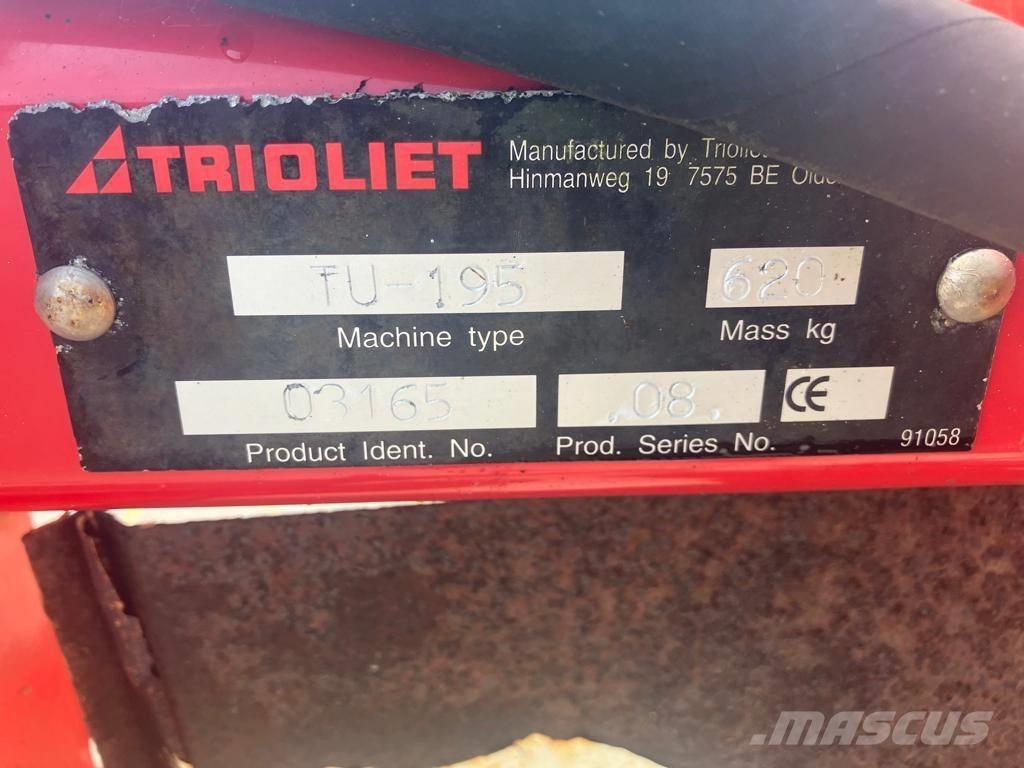 TRIOLIET
Manufactured by
Hinmanweg 19 7575 BE
TU-195
620
Machine type
Mass kg
03165
08
CE
Product Ident. No.
Prod. Series No.
91058
MASCUS